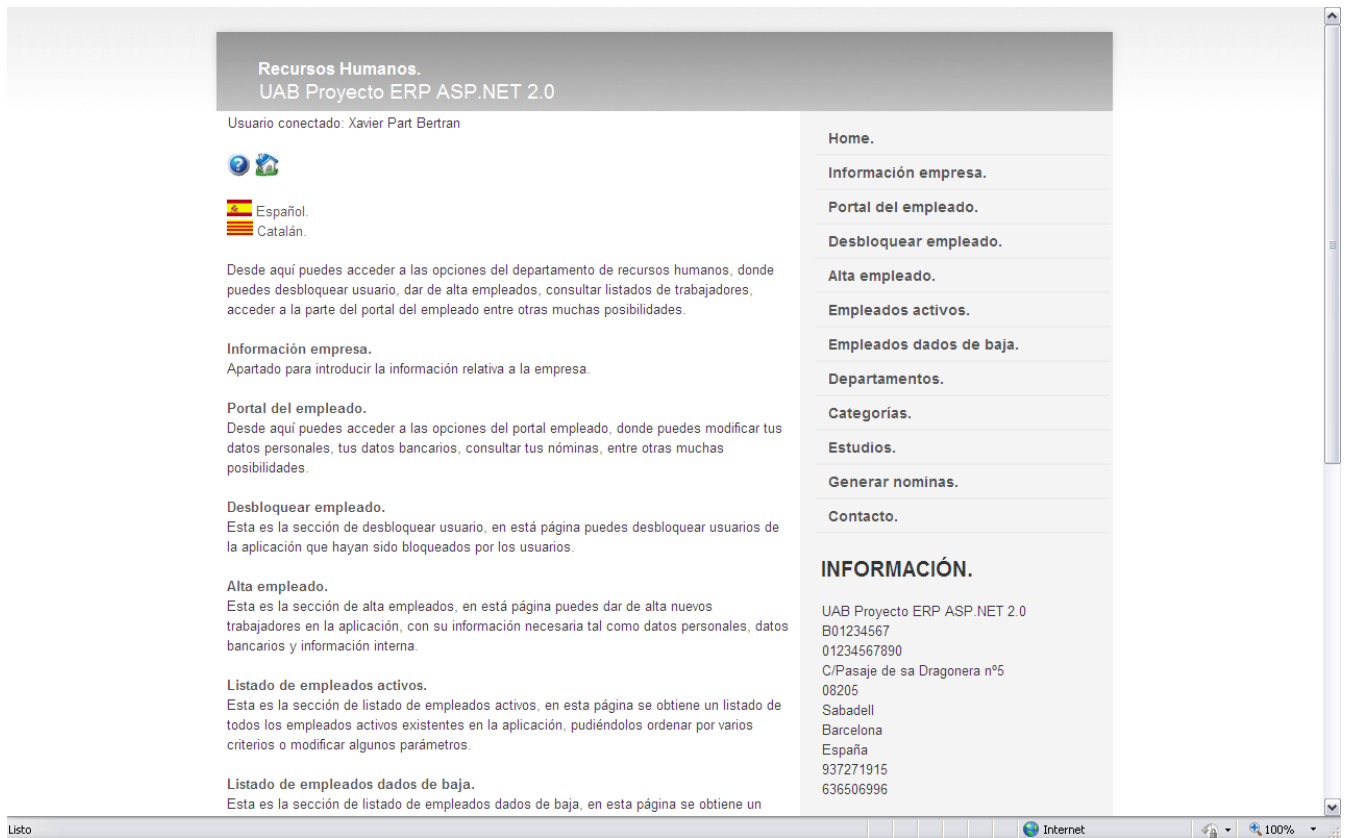 Recursos Humanos.
UAB Proyecto ERP ASP.NET 2.0
Usuario conectado: Xavier Part Bertran
Español.
Catalán.
Desde aquí puedes acceder a las opciones del departamento de recursos humanos, donde
puedes desbloquear usuario, dar de alta empleados, consultar listados de trabajadores,
acceder a la parte del portal del empleado entre otras muchas posibilidades.
Información empresa.
Apartado para introducir la información relativa a la empresa.
Portal del empleado.
Desde aquí puedes acceder a las opciones del portal empleado, donde puedes modificar tus
datos personales, tus datos bancarios, consultar tus nóminas, entre otras muchas
posibilidades.
Desbloquear empleado.
Esta es la sección de desbloquear usuario, en está página puedes desbloquear usuarios de
la aplicación que hayan sido bloqueados por los usuarios.
Alta empleado.
Esta es la sección de alta empleados, en está página puedes dar de alta nuevos
trabajadores en la aplicación, con su información necesaria tal como datos personales, datos
bancarios y información interna.
Listado de empleados activos.
Esta es la sección de listado de empleados activos, en esta página se obtiene un listado de
todos los empleados activos existentes en la aplicación, pudiéndolos ordenar por varios
criterios o modificar algunos parámetros.
Listado de empleados dados de baja.
Esta es la sección de listado de empleados dados de baja, en esta página se obtiene un
Home.
Información empresa.
Portal del empleado.
Desbloquear empleado.
Alta empleado.
Empleados activos.
Empleados dados de baja.
Departamentos.
Categorías.
Estudios.
Generar nominas.
Contacto.
INFORMACIÓN.
UAB Proyecto ERP ASP.NET 2.0
B01234567
01234567890
C/Pasaje de sa Dragonera nº5
08205
Sabadell
Barcelona
España
937271915
636506996
Listo
Internet
100%